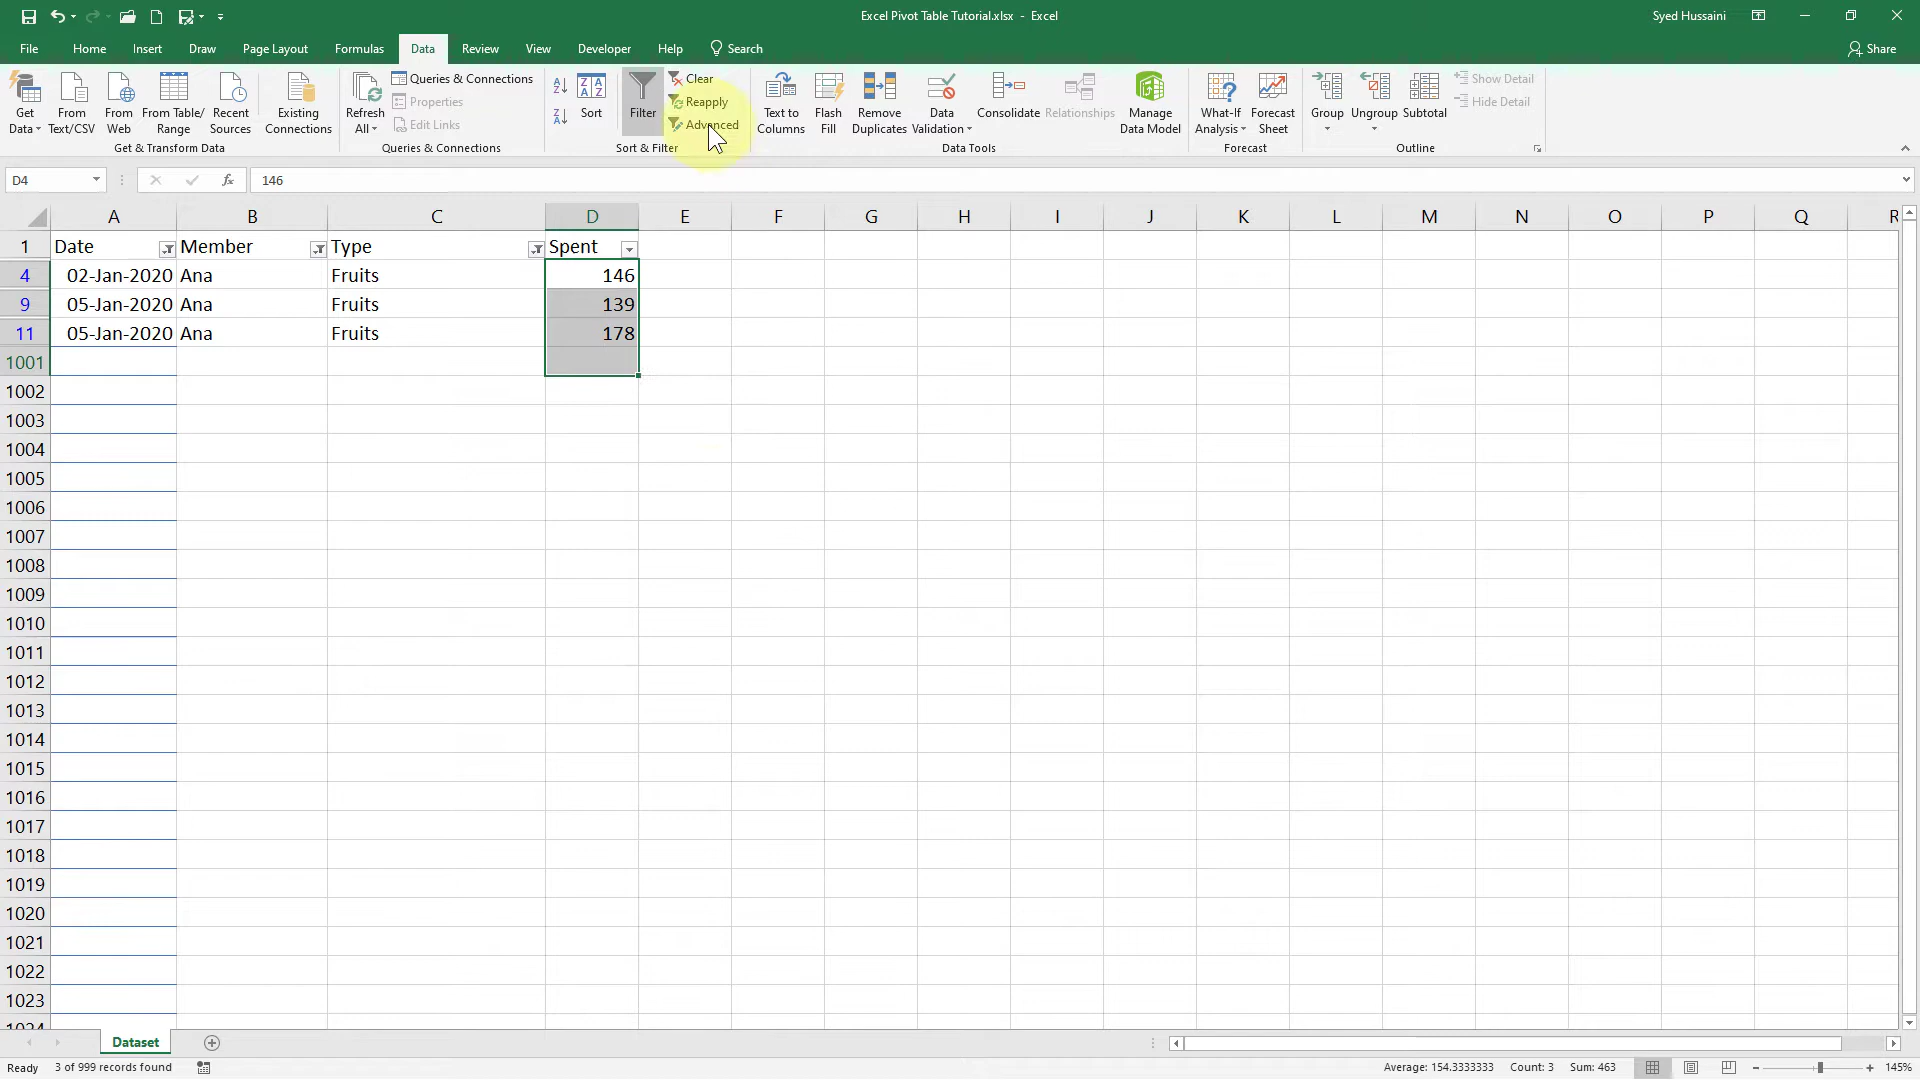 Excel Pivot Table Tutorial.xlsx - Excel
Syed Hussaini
File Home Insert Draw Page Layout Formulas Data Review View Developer Help Search Share
Get Data
From Text/CSV
From Web
From Table/ Range
Recent Sources
Existing Connections
Get & Transform Data
Refresh All
Queries & Connections
Properties
Edit Links
Queries & Connections
Sort
Filter
Clear
Reapply
Advanced
Sort & Filter
Text to Columns
Flash Fill
Remove Duplicates
Data Validation
Consolidate
Relationships
Manage Data Model
Data Tools
What-If Analysis
Forecast Sheet
Forecast
Group
Ungroup
Subtotal
Show Detail
Hide Detail
Outline
D4 fx 146
A B C D E F G H I J K L M N O P Q R
1 Date Member Type Spent
4 02-Jan-2020 Ana Fruits 146
9 05-Jan-2020 Ana Fruits 139
11 05-Jan-2020 Ana Fruits 178
1001
1002
1003
1004
1005
1006
1007
1008
1009
1010
1011
1012
1013
1014
1015
1016
1017
1018
1019
1020
1021
1022
1023
1024
Dataset
Ready 3 of 999 records found Average: 154.3333333 Count: 3 Sum: 463 145%